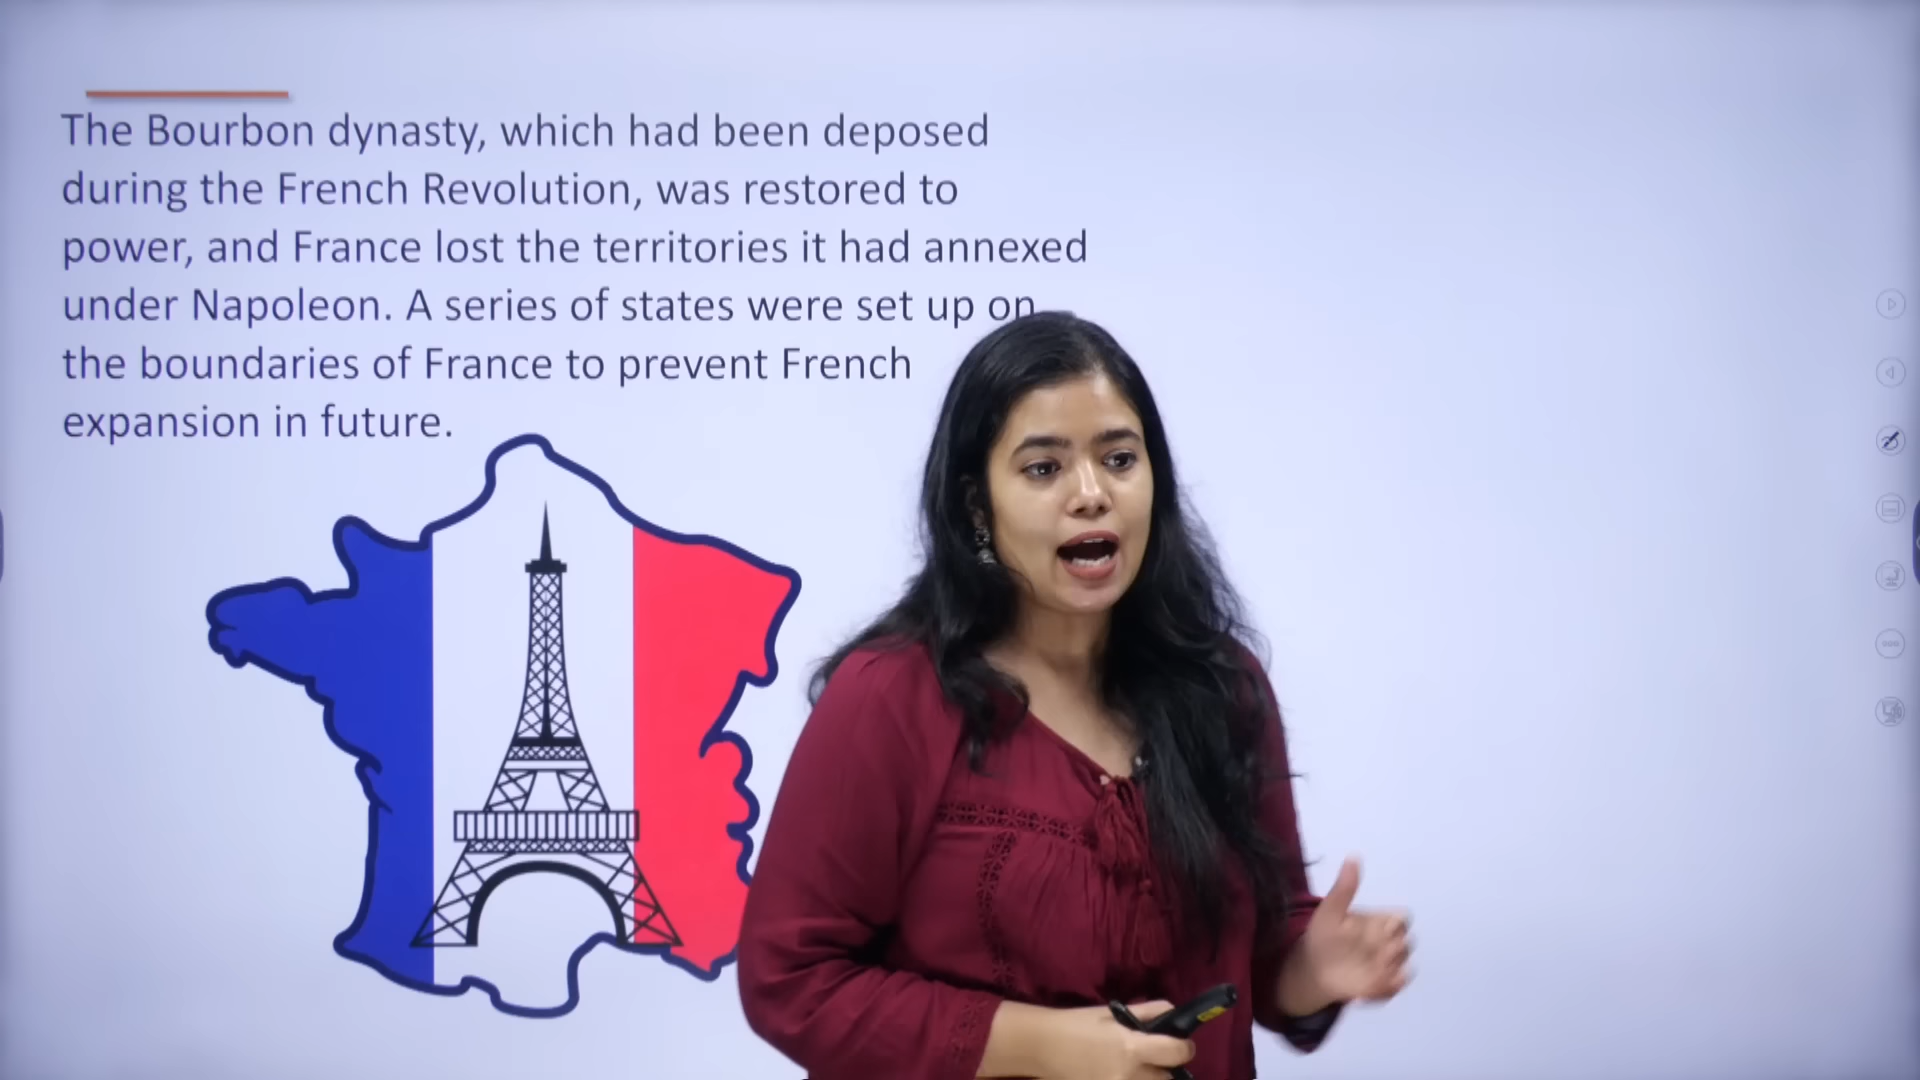 The Bourbon dynasty, which had been deposed
during the French Revolution, was restored to
power, and France lost the territories it had annexed
under Napoleon. A series of states were set up on
the boundaries of France to prevent French
expansion in future.